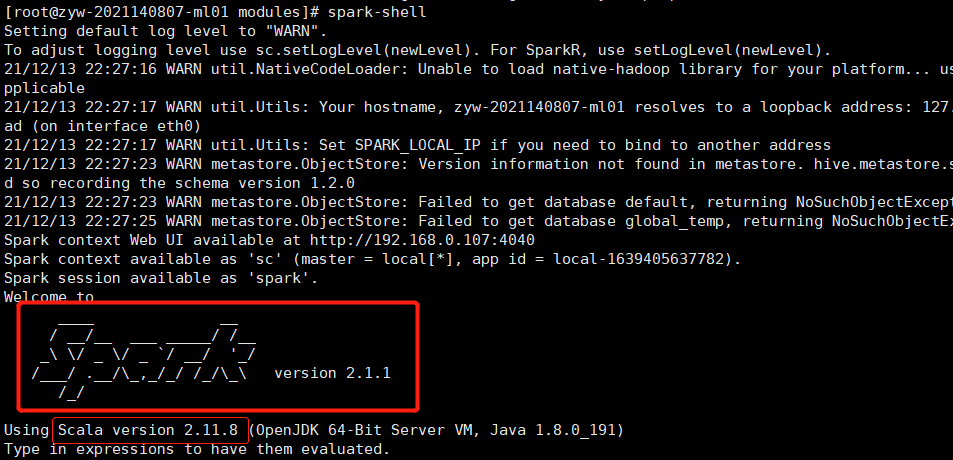 [root@zyw-2021140807-ml01 modules]# spark-shell
Setting default log level to "WARN".
To adjust logging level use sc.setLogLevel(newLevel). For SparkR, use setLogLevel(newLevel).
21/12/13 22:27:16 WARN util.NativeCodeLoader: Unable to load native-hadoop library for your platform... us
pplicable
21/12/13 22:27:17 WARN util.Utils: Your hostname, zyw-2021140807-ml01 resolves to a loopback address: 127.
ad (on interface eth0)
21/12/13 22:27:17 WARN util.Utils: Set SPARK_LOCAL_IP if you need to bind to another address
21/12/13 22:27:23 WARN metastore.ObjectStore: Version information not found in metastore. hive.metastore.s
d so recording the schema version 1.2.0
21/12/13 22:27:23 WARN metastore.ObjectStore: Failed to get database default, returning NoSuchObjectExcept
21/12/13 22:27:25 WARN metastore.ObjectStore: Failed to get database global_temp, returning NoSuchObjectEx
Spark context Web UI available at http://192.168.0.107:4040
Spark context available as 'sc' (master = local[*], app id = local-1639405637782).
Spark session available as 'spark'.
Welcome to
      ____              __
     / __/__  ___ _____/ /__
    _\ \/ _ \/ _ `/ __/  '_/
   /___/ .__/\_,_/_/ /_/\_\   version 2.1.1
      /_/
Using Scala version 2.11.8 (OpenJDK 64-Bit Server VM, Java 1.8.0_191)
Type in expressions to have them evaluated.